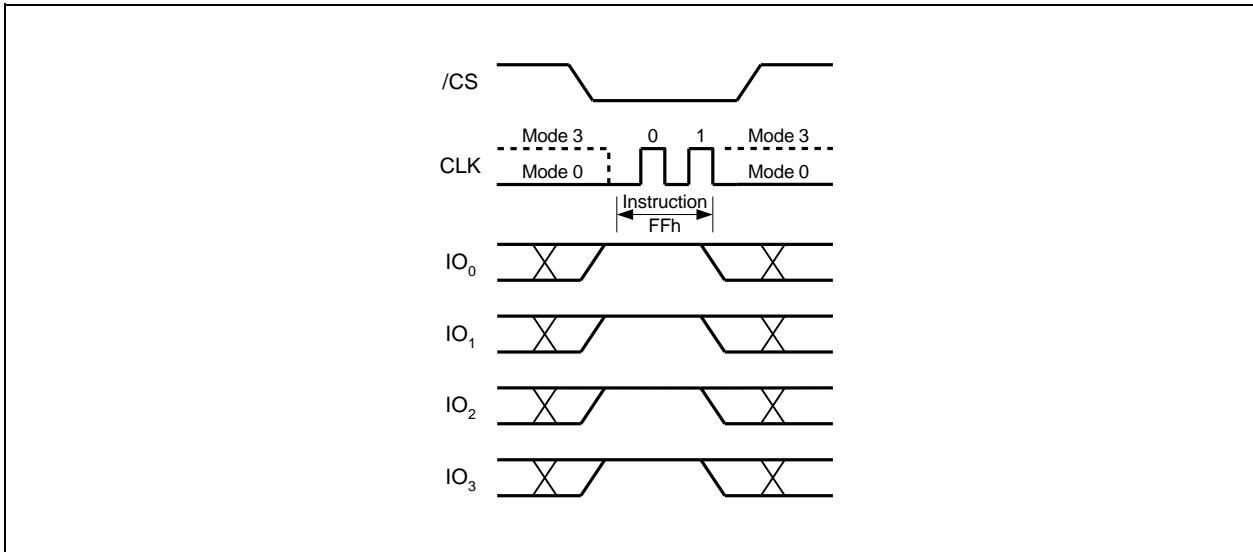 /CS
Mode 3 0 1 Mode 3
CLK
Mode 0 Mode 0
Instruction
FFh
IO0
IO1
IO2
IO3